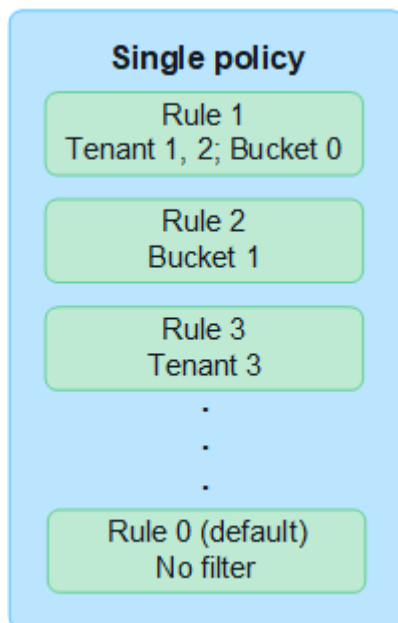 Single policy
Rule 1
Tenant 1, 2; Bucket 0
Rule 2
Bucket 1
Rule 3
Tenant 3
.
.
.
Rule 0 (default)
No filter